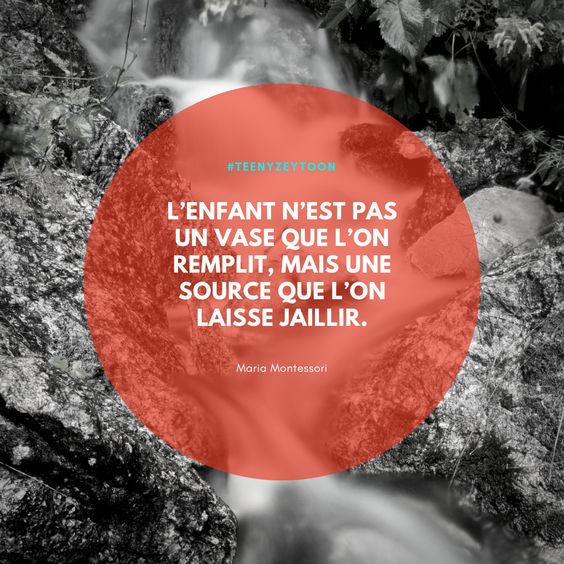 #TEENYZEYTOON
L’ENFANT N’EST PAS
UN VASE QUE L’ON
REMPLIT, MAIS UNE
SOURCE QUE L’ON
LAISSE JAILLIR.
Maria Montessori